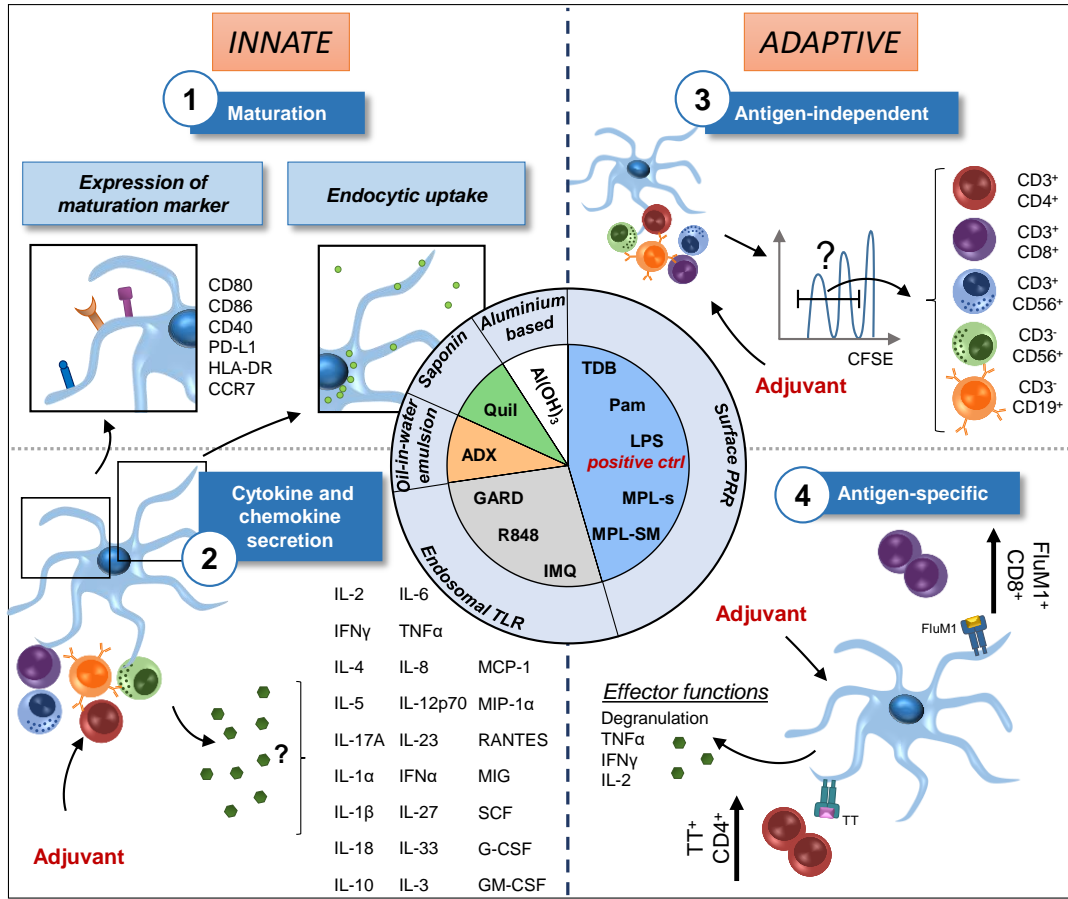 INNATE
1
Maturation
Expression of
maturation marker
CD80
CD86
CD40
PD-L1
HLA-DR
CCR7
Endocytic uptake
2
Cytokine and
chemokine
secretion
Adjuvant
?
IL-2 IL-6
IFNγ TNFα
IL-4 IL-8 MCP-1
IL-5 IL-12p70 MIP-1α
IL-17A IL-23 RANTES
IL-1α IFNα MIG
IL-1β IL-27 SCF
IL-18 IL-33 G-CSF
IL-10 IL-3 GM-CSF
Aluminium
based
Al(OH)₃
Saponin
Quil
Oil-in-water
emulsion
ADX
Endosomal TLR
GARD
R848
IMQ
Surface PRR
TDB
Pam
LPS
positive ctrl
MPL-s
MPL-SM
ADAPTIVE
3
Antigen-independent
Adjuvant
?
CFSE
CD3⁺
CD4⁺
CD3⁺
CD8⁺
CD3⁺
CD56⁺
CD3⁻
CD56⁺
CD3⁻
CD19⁺
4
Antigen-specific
FluM1⁺
CD8⁺
FluM1
Adjuvant
Effector functions
Degranulation
TNFα
IFNγ
IL-2
TT
TT⁺
CD4⁺